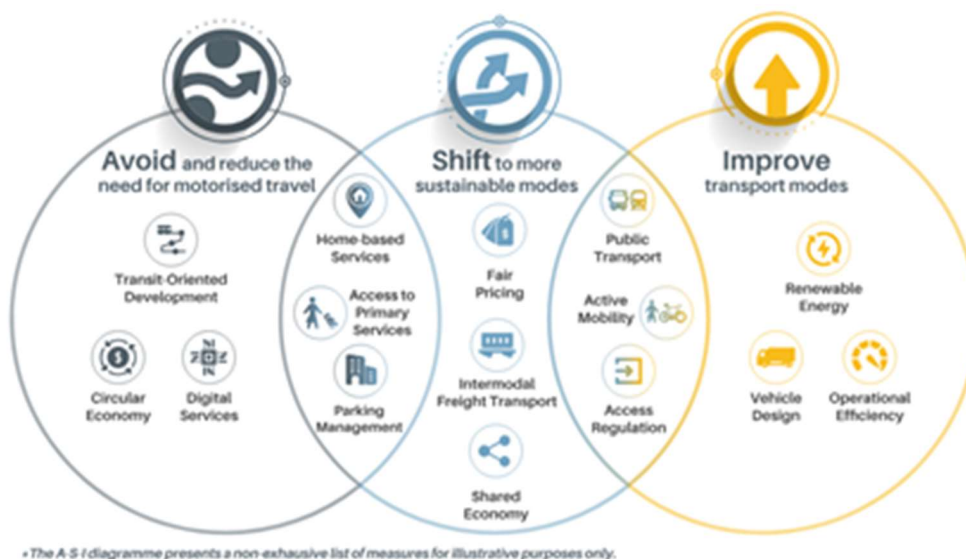 Avoid and reduce the
need for motorised travel
Transit-Oriented
Development
Circular
Economy
Digital
Services
Home-based
Services
Access to
Primary
Services
Parking
Management
Shift to more
sustainable modes
Fair
Pricing
Intermodal
Freight Transport
Shared
Economy
Public
Transport
Active
Mobility
Access
Regulation
Improve
transport modes
Renewable
Energy
Vehicle
Design
Operational
Efficiency
*The A-S-I diagramme presents a non-exhausive list of measures for illustrative purposes only.